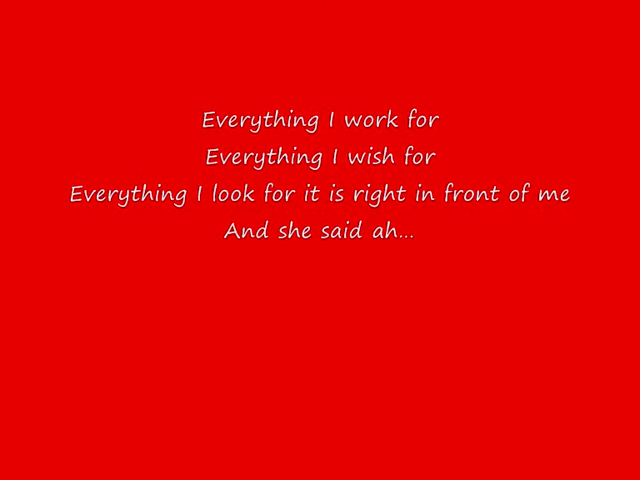 Everything I work for
Everything I wish for
Everything I look for it is right in front of me
And she said ah...